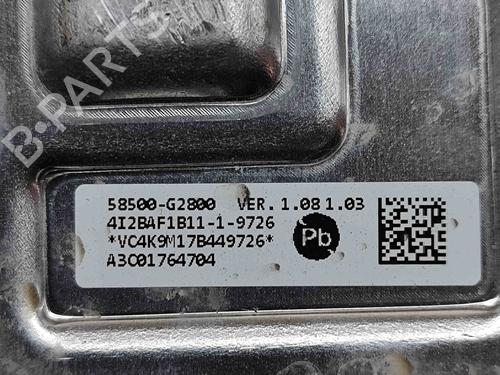 B-PARTS
58500-G2800 VER. 1.08 1.03
4I2BAF1B11-1-9726
*VC4K9M17B449726*
A3C01764704
Pb